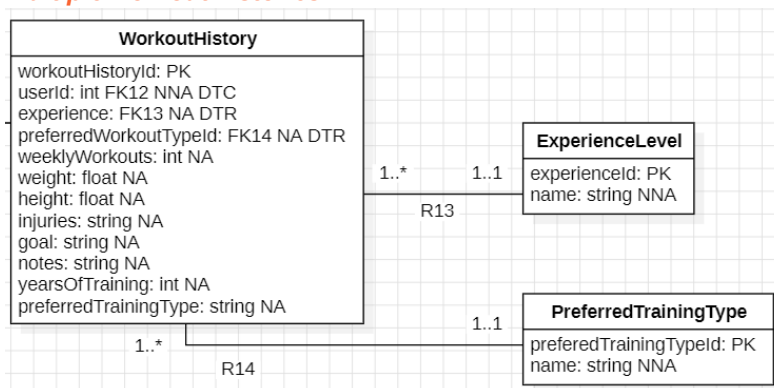 WorkoutHistory
workoutHistoryId: PK
userId: int FK12 NNA DTC
experience: FK13 NA DTR
preferredWorkoutTypeId: FK14 NA DTR
weeklyWorkouts: int NA
weight: float NA
height: float NA
injuries: string NA
goal: string NA
notes: string NA
yearsOfTraining: int NA
preferredTrainingType: string NA
1..*
1..1
R13
ExperienceLevel
experienceId: PK
name: string NNA
1..*
1..1
R14
PreferredTrainingType
preferedTrainingTypeId: PK
name: string NNA